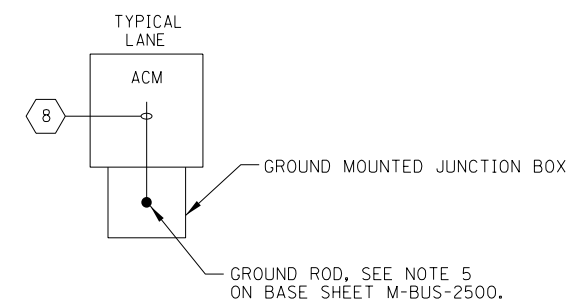 TYPICAL
LANE
ACM
8
GROUND MOUNTED JUNCTION BOX
GROUND ROD, SEE NOTE 5
ON BASE SHEET M-BUS-2500.